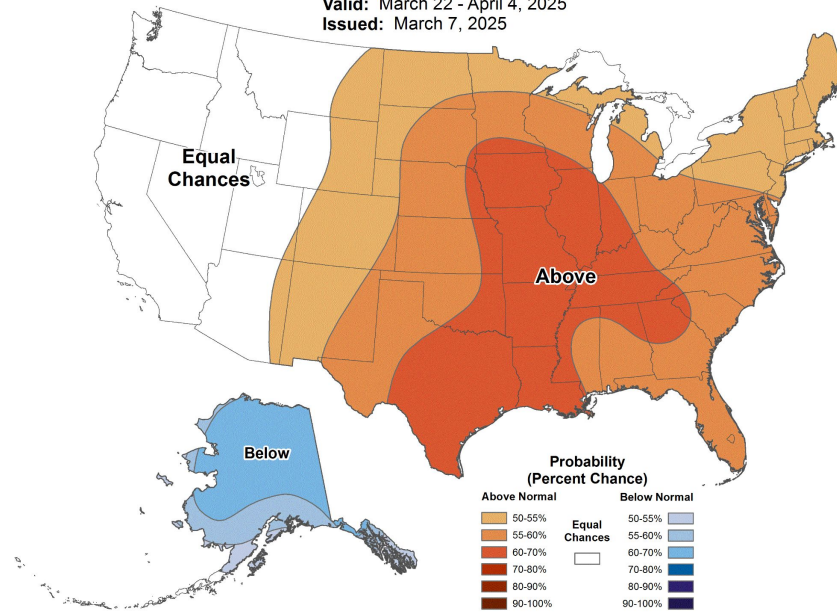 Valid: March 22 - April 4, 2025
Issued: March 7, 2025
Equal
Chances
Above
Below
Probability
(Percent Chance)
Above Normal
Below Normal
50-55%
55-60%
60-70%
70-80%
80-90%
90-100%
Equal
Chances
50-55%
55-60%
60-70%
70-80%
80-90%
90-100%